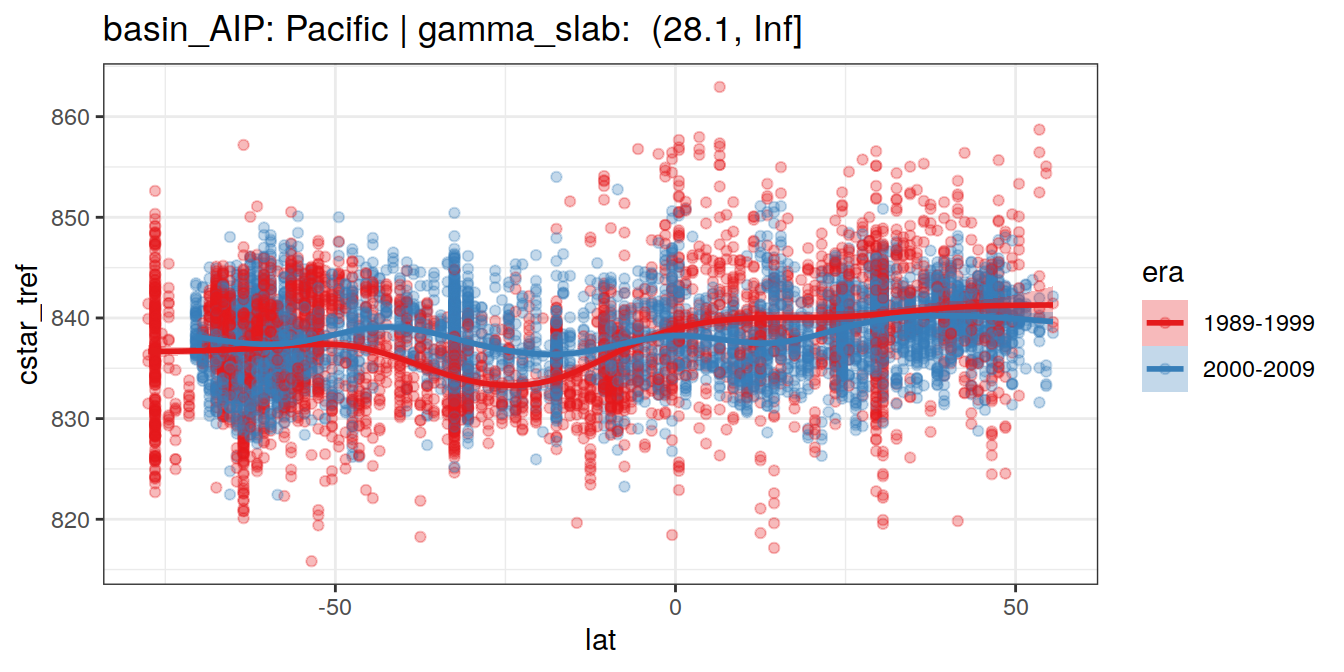 basin_AIP: Pacific | gamma_slab:  (28.1, Inf]
860
850
840
830
820
cstar_tref
-50
0
50
lat
era
1989-1999
2000-2009